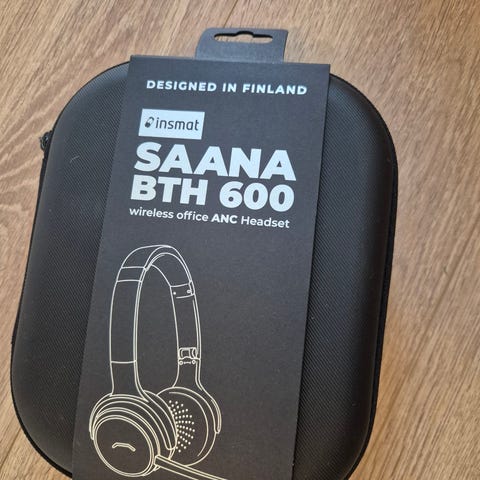 DESIGNED IN FINLAND
insmat
SAANA
BTH 600
wireless office ANC Headset